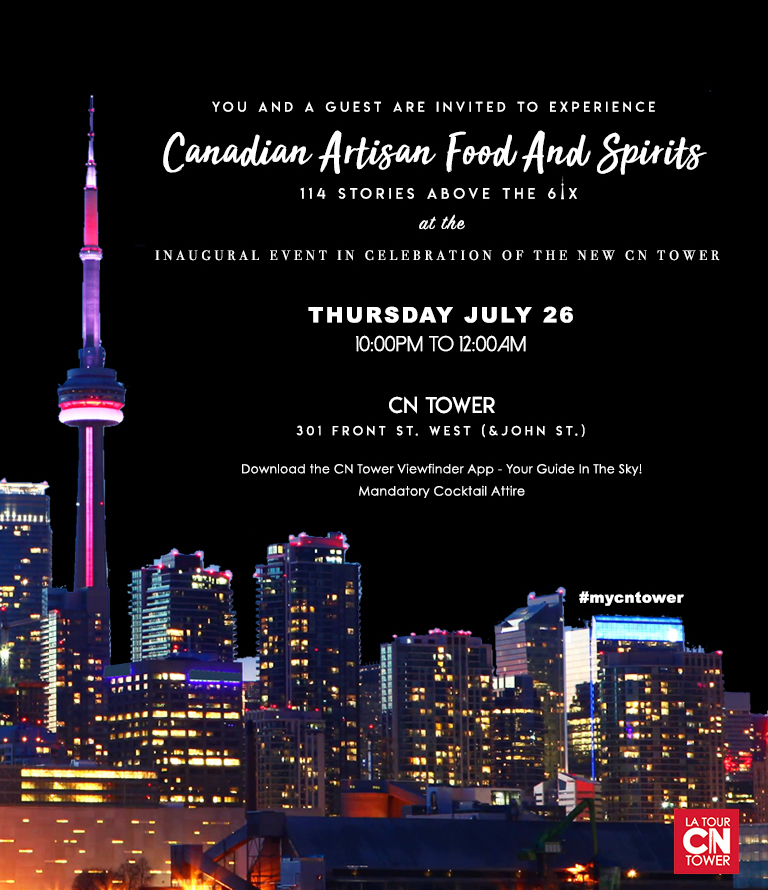 YOU AND A GUEST ARE INVITED TO EXPERIENCE
Canadian Artisan Food And Spirits
114 STORIES ABOVE THE 6IX
at the
INAUGURAL EVENT IN CELEBRATION OF THE NEW CN TOWER
THURSDAY JULY 26
10:00PM TO 12:00AM
CN TOWER
301 FRONT ST. WEST (&JOHN ST.)
Download the CN Tower Viewfinder App - Your Guide In The Sky!
Mandatory Cocktail Attire
#mycntower
LA TOUR
CN
TOWER